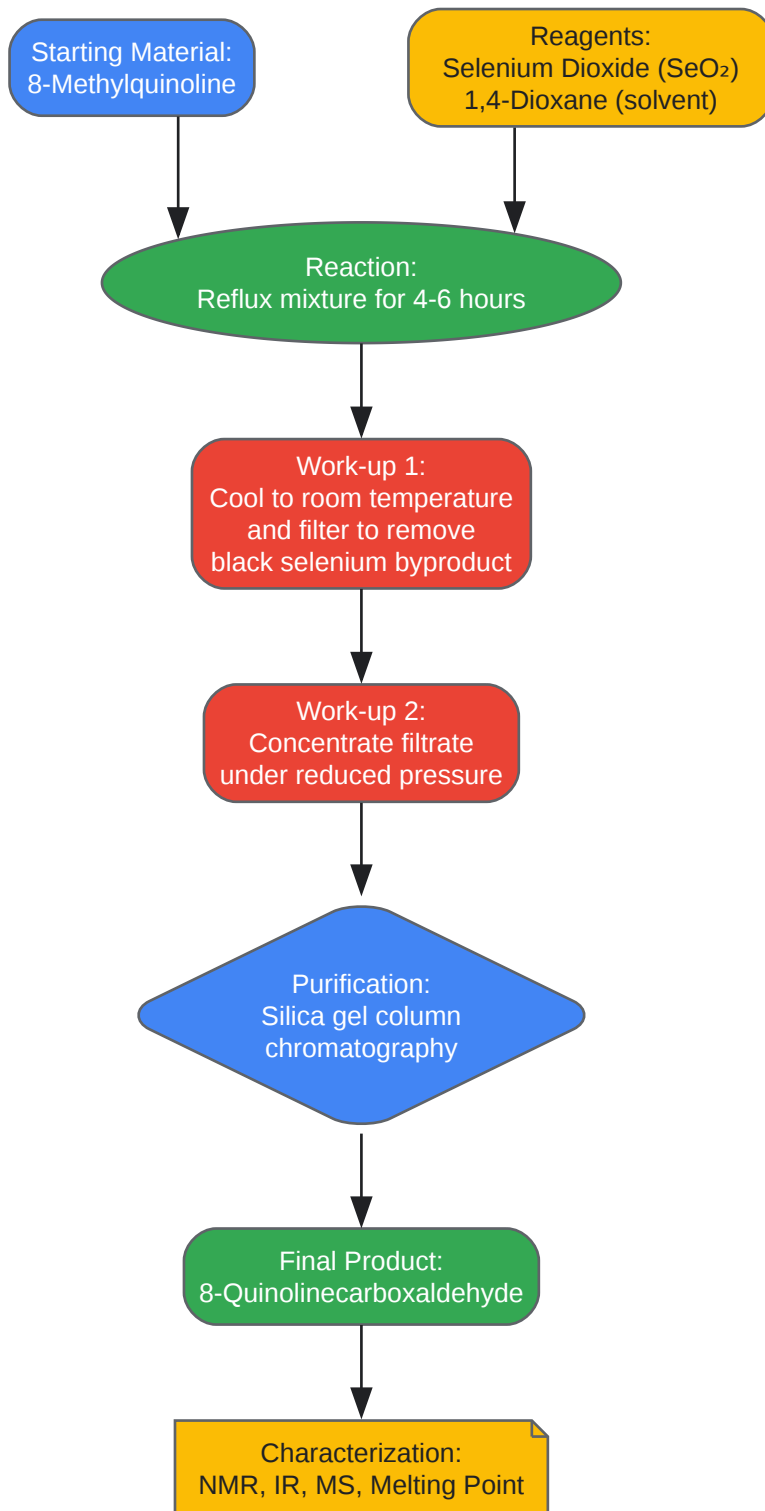 Starting Material:
8-Methylquinoline
Reagents:
Selenium Dioxide (SeO₂)
1,4-Dioxane (solvent)
Reaction:
Reflux mixture for 4-6 hours
Work-up 1:
Cool to room temperature
and filter to remove
black selenium byproduct
Work-up 2:
Concentrate filtrate
under reduced pressure
Purification:
Silica gel column
chromatography
Final Product:
8-Quinolinecarboxaldehyde
Characterization:
NMR, IR, MS, Melting Point